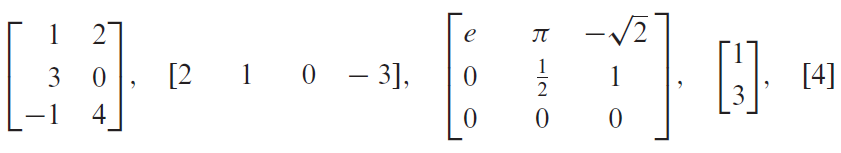 [ 1 2 ; 3 0 ; −1 4 ], [2 1 0 − 3], [ e π −√2 ; 0 1/2 1 ; 0 0 0 ], [ 1 ; 3 ], [4]